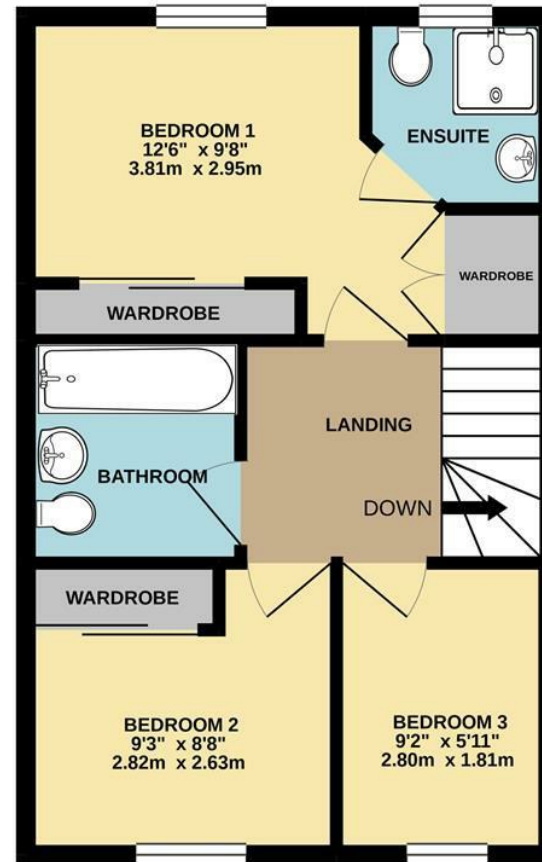 BEDROOM 1
12'6" x 9'8"
3.81m x 2.95m
ENSUITE
WARDROBE
WARDROBE
LANDING
BATHROOM
DOWN
WARDROBE
BEDROOM 2
9'3" x 8'8"
2.82m x 2.63m
BEDROOM 3
9'2" x 5'11"
2.80m x 1.81m